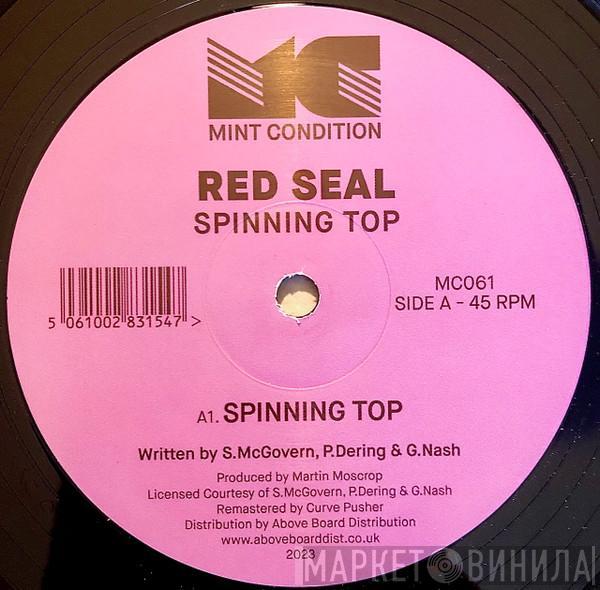 MC
MINT CONDITION
RED SEAL
SPINNING TOP
MC061
SIDE A - 45 RPM
5 061002 831547 >
A1. SPINNING TOP
Written by S.McGovern, P.Dering & G.Nash
Produced by Martin Moscrop
Licensed Courtesy of S.McGovern, P.Dering & G.Nash
Remastered by Curve Pusher
Distribution by Above Board Distribution
www.aboveboarddist.co.uk
2023
МАРКЕТ ВИНИЛА